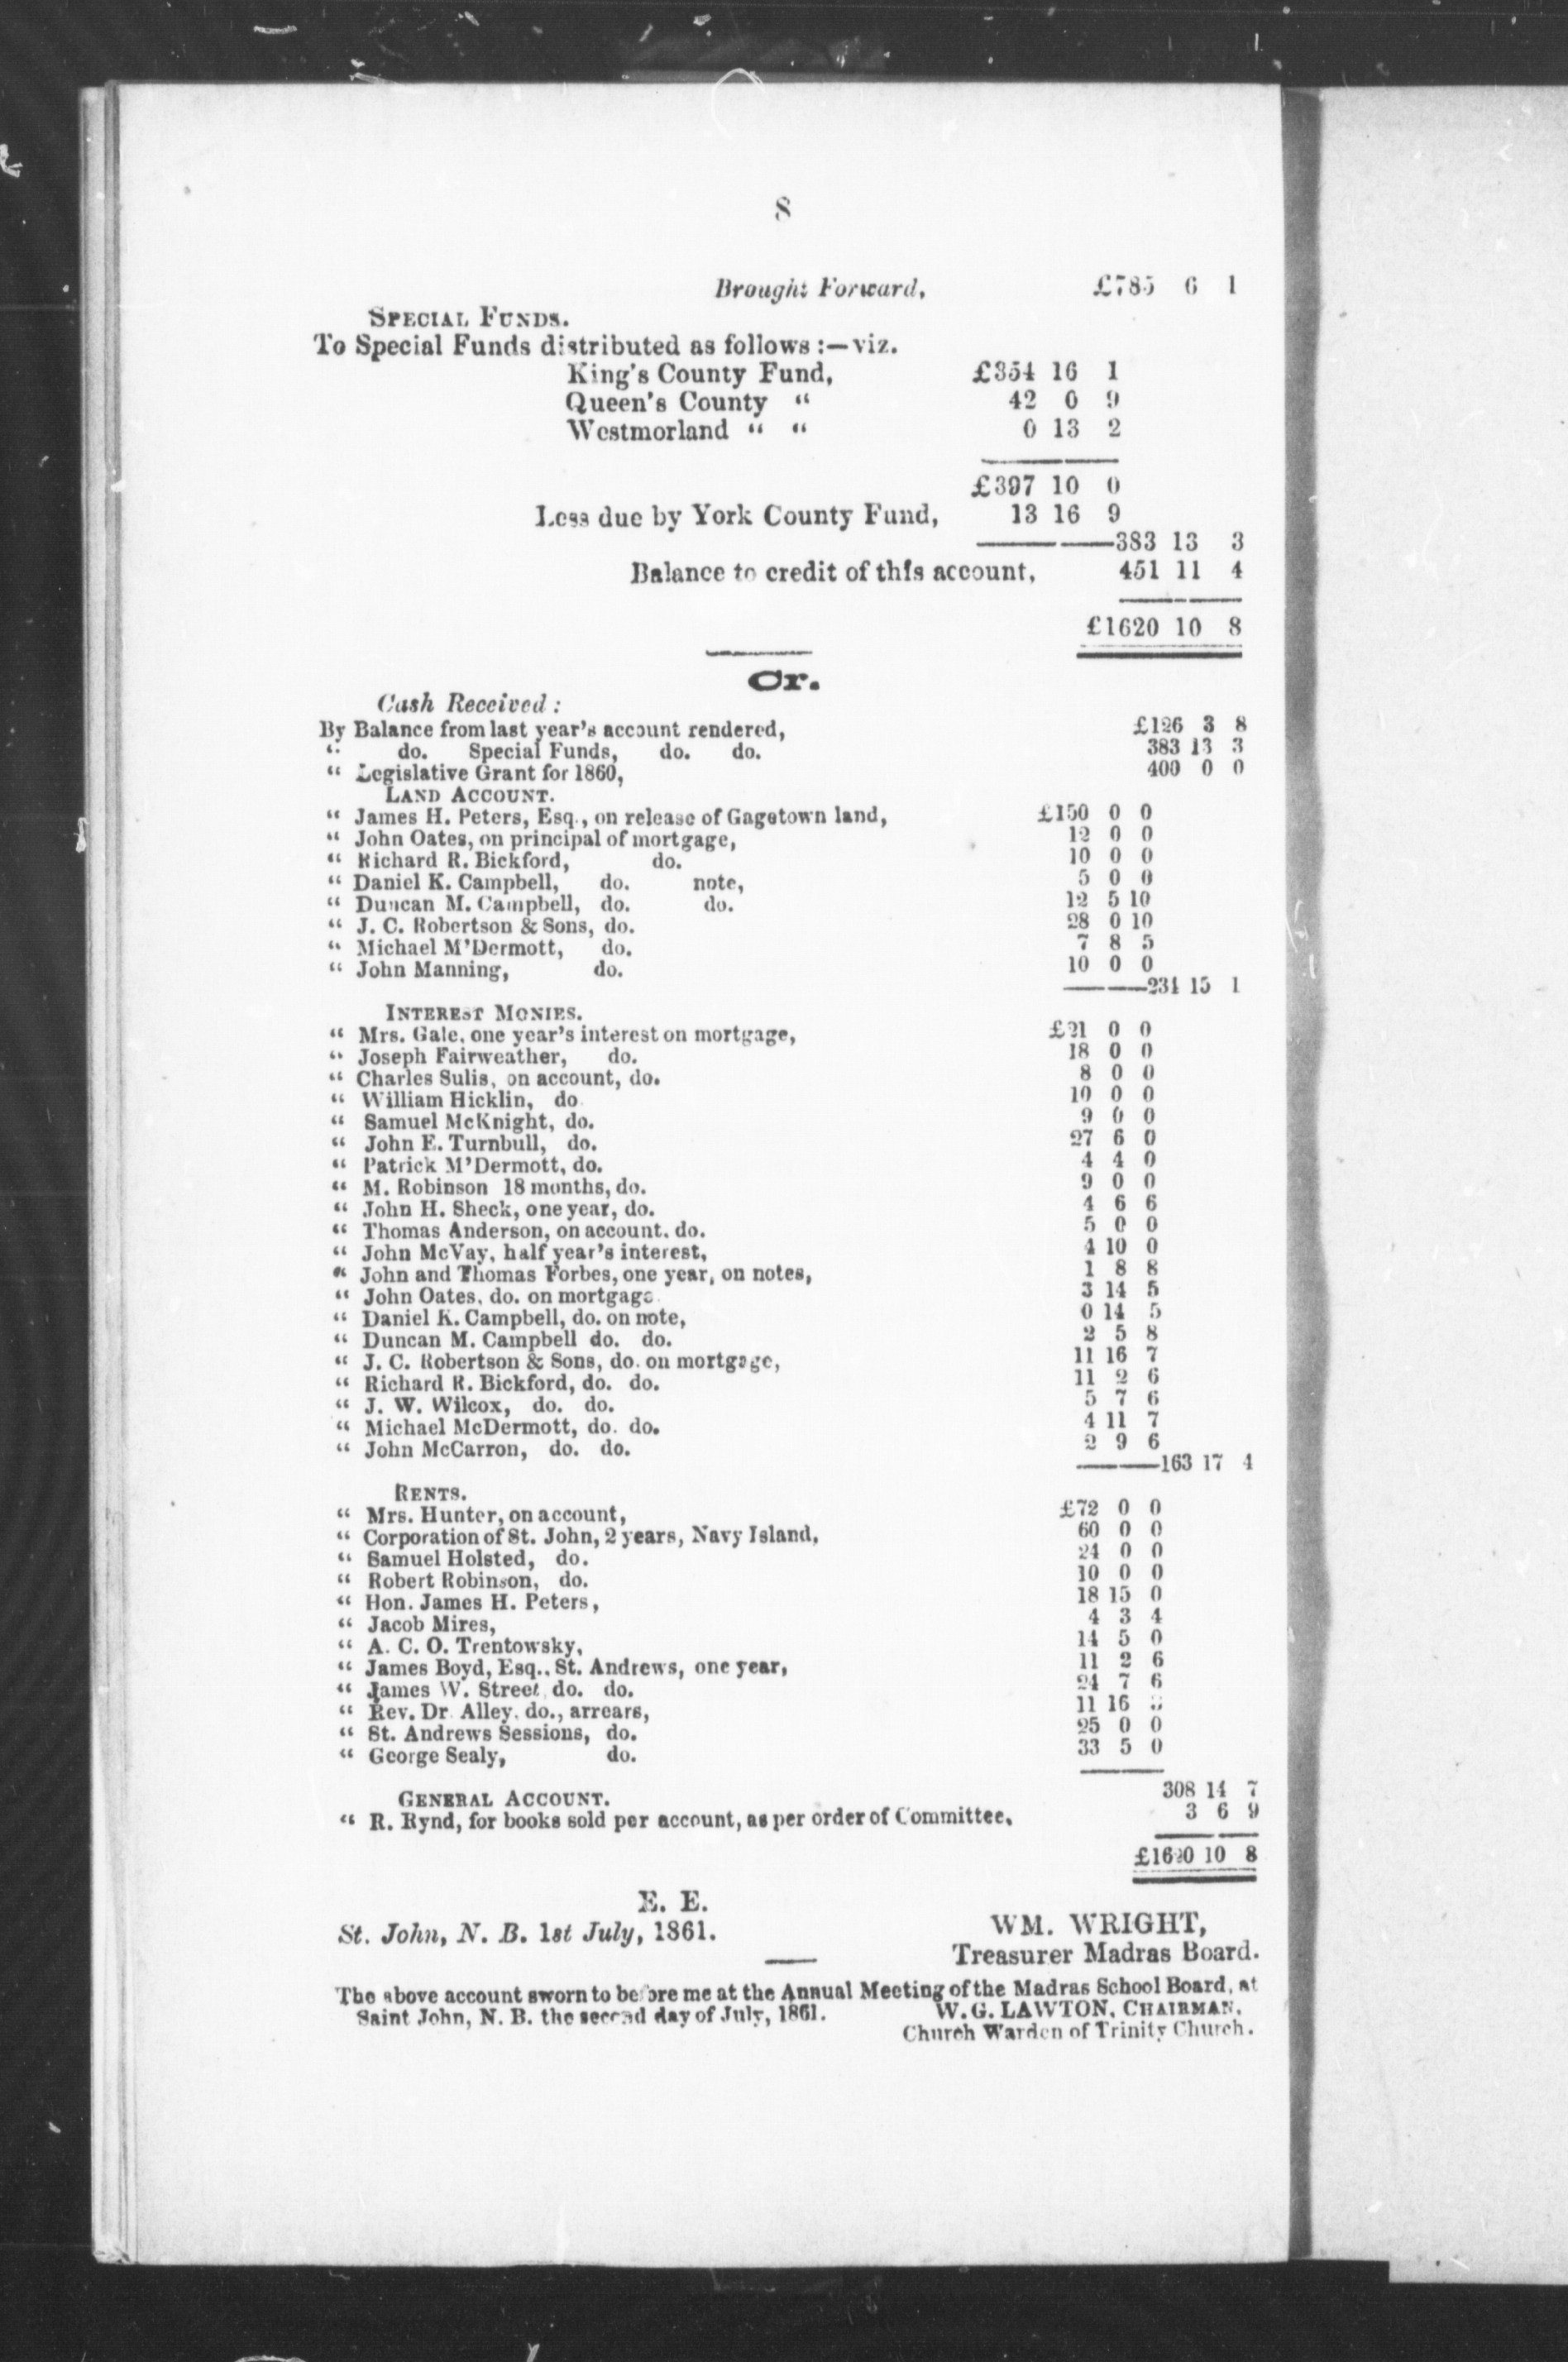 8
Brought Forward, £785 6 1
SPECIAL FUNDS.
To Special Funds distributed as follows :—viz.
King's County Fund, £354 16 1
Queen's County " 42 0 9
Westmorland " " 0 13 2
£397 10 0
Less due by York County Fund, 13 16 9
383 13 3
Balance to credit of this account, 451 11 4
£1620 10 8
Cr.
Cash Received :
By Balance from last year's account rendered, £126 3 8
" do. Special Funds, do. do. 383 13 3
" Legislative Grant for 1860, 400 0 0
LAND ACCOUNT.
" James H. Peters, Esq., on release of Gagetown land, £150 0 0
" John Oates, on principal of mortgage, 12 0 0
" Richard R. Bickford, do. 10 0 0
" Daniel K. Campbell, do. note, 5 0 0
" Duncan M. Campbell, do. do. 12 5 10
" J. C. Robertson & Sons, do. 28 0 10
" Michael M'Dermott, do. 7 8 5
" John Manning, do. 10 0 0
234 15 1
INTEREST MONIES.
" Mrs. Gale, one year's interest on mortgage, £21 0 0
" Joseph Fairweather, do. 18 0 0
" Charles Sulis, on account, do. 8 0 0
" William Hicklin, do. 10 0 0
" Samuel McKnight, do. 9 0 0
" John E. Turnbull, do. 27 6 0
" Patrick M'Dermott, do. 4 4 0
" M. Robinson 18 months, do. 9 0 0
" John H. Sheck, one year, do. 4 6 6
" Thomas Anderson, on account. do. 5 0 0
" John McVay, half year's interest, 4 10 0
" John and Thomas Forbes, one year, on notes, 1 8 8
" John Oates, do. on mortgage. 3 14 5
" Daniel K. Campbell, do. on note, 0 14 5
" Duncan M. Campbell do. do. 2 5 8
" J. C. Robertson & Sons, do. on mortgage, 11 16 7
" Richard R. Bickford, do. do. 11 2 6
" J. W. Wilcox, do. do. 5 7 6
" Michael McDermott, do. do. 4 11 7
" John McCarron, do. do. 2 9 6
163 17 4
RENTS.
" Mrs. Hunter, on account, £72 0 0
" Corporation of St. John, 2 years, Navy Island, 60 0 0
" Samuel Holsted, do. 24 0 0
" Robert Robinson, do. 10 0 0
" Hon. James H. Peters, 18 15 0
" Jacob Mires, 4 3 4
" A. C. O. Trentowsky, 14 5 0
" James Boyd, Esq., St. Andrews, one year, 11 2 6
" James W. Street, do. do. 24 7 6
" Rev. Dr. Alley, do., arrears, 11 16
" St. Andrews Sessions, do. 25 0 0
" George Sealy, do. 33 5 0
308 14 7
GENERAL ACCOUNT.
" R. Rynd, for books sold per account, as per order of Committee, 3 6 9
£1620 10 8
E. E.
St. John, N. B. 1st July, 1861.
WM. WRIGHT,
Treasurer Madras Board.
The above account sworn to before me at the Annual Meeting of the Madras School Board, at
Saint John, N. B. the second day of July, 1861. W. G. LAWTON, CHAIRMAN,
Church Warden of Trinity Church.